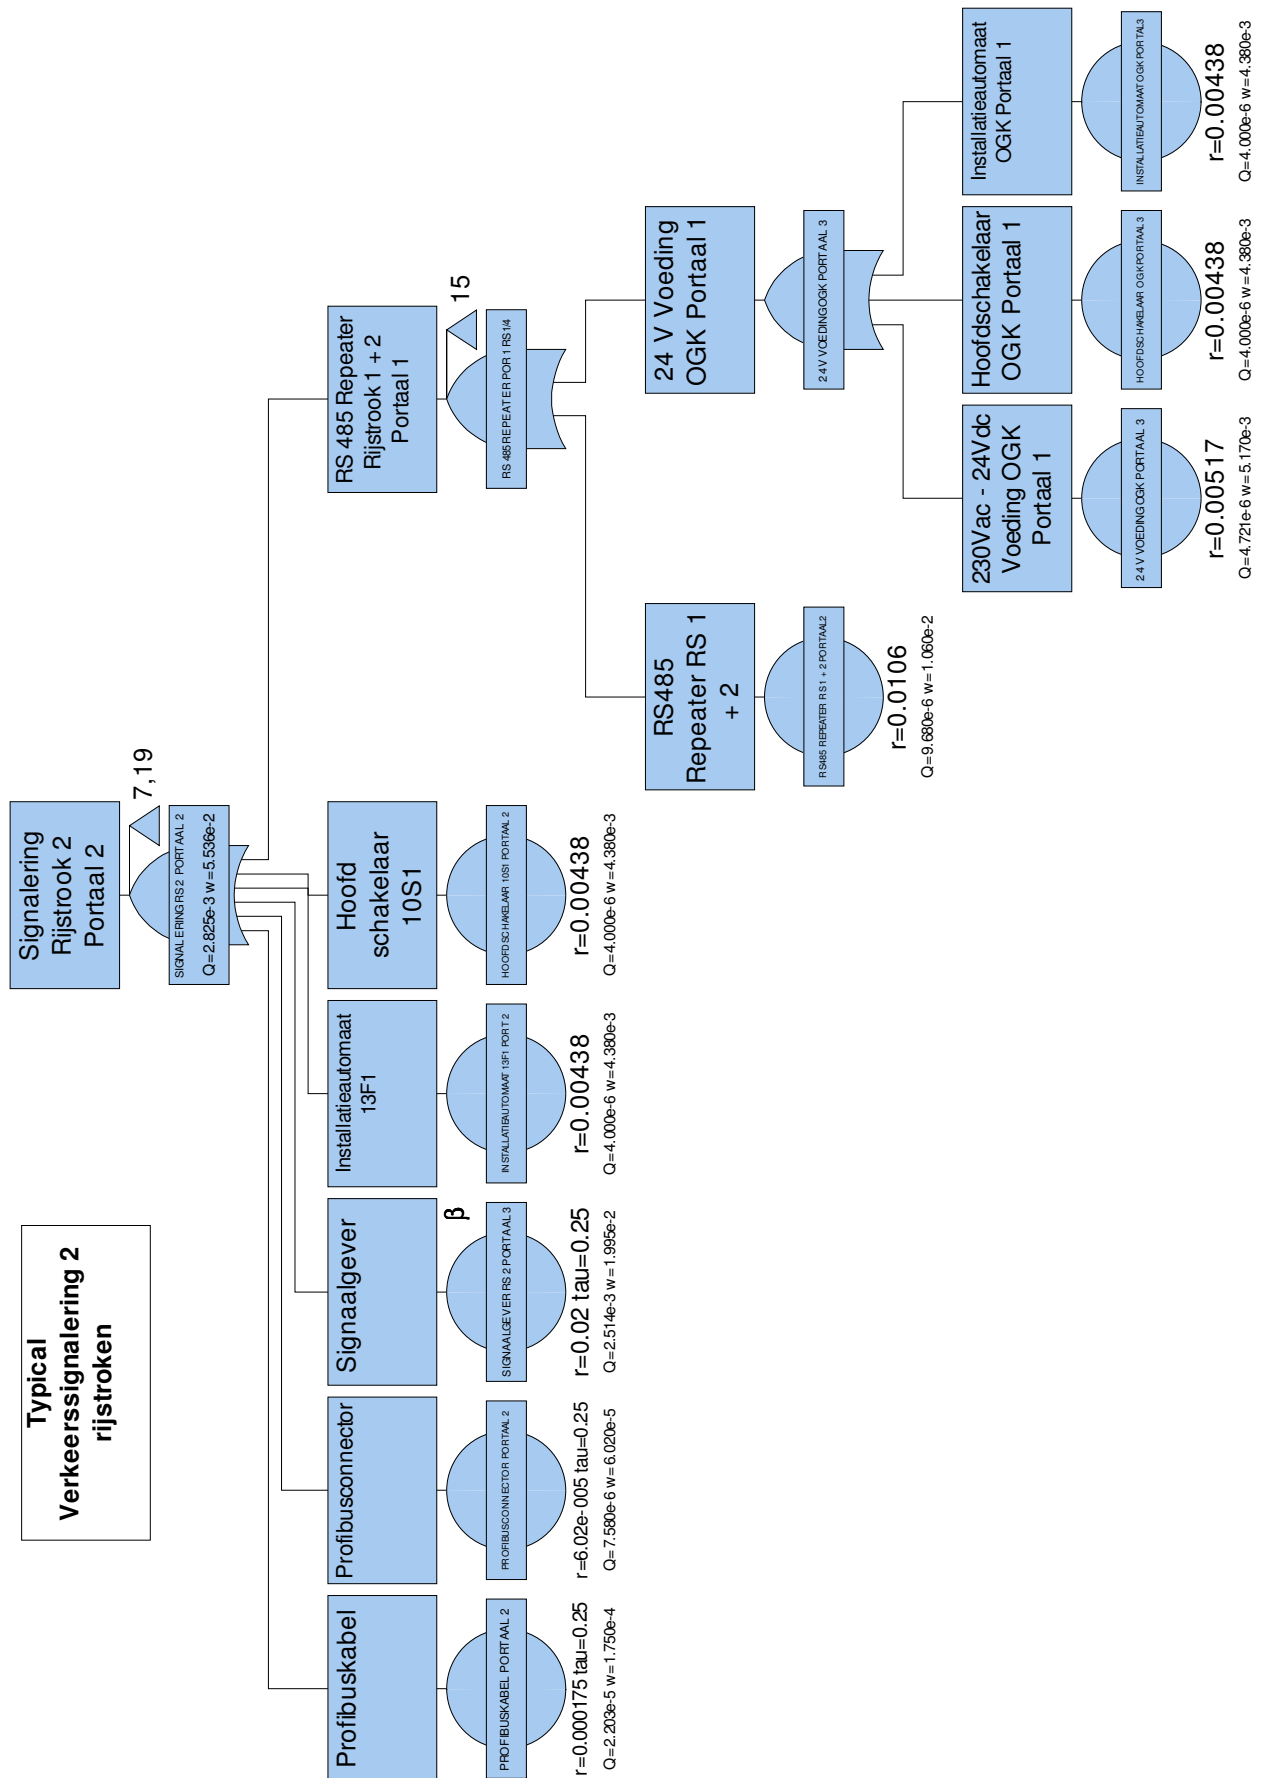 Typical
Verkeerssignalering 2
rijstroken
Signalering
Rijstrook 2
Portaal 2
7,19
SIGNALERING RS 2 PORTAAL 2
Q=2.825e-3 w=5.536e-2
Profibuskabel
PROFIBUSKABEL PORTAAL 2
r=0.000175 tau=0.25
Q=2.203e-5 w=1.750e-4
Profibusconnector
PROFIBUSCONNECTOR PORTAAL 2
r=6.02e-005 tau=0.25
Q=7.580e-6 w=6.020e-5
Signaalgever
β
SIGNAALGEVER RS 2 PORTAAL 3
r=0.02 tau=0.25
Q=2.514e-3 w=1.995e-2
Installatieautomaat
13F1
INSTALLATIEAUTOMAAT 13F1 PORT 2
r=0.00438
Q=4.000e-6 w=4.380e-3
Hoofd
schakelaar
10S1
HOOFDSCHAKELAAR 10S1 PORTAAL 2
r=0.00438
Q=4.000e-6 w=4.380e-3
RS 485 Repeater
Rijstrook 1 + 2
Portaal 1
15
RS 485 REPEATER POR 1 RS1/4
RS485
Repeater RS 1
+ 2
RS485 REPEATER RS 1 + 2 PORTAAL2
r=0.0106
Q=9.680e-6 w=1.060e-2
24 V Voeding
OGK Portaal 1
24 V VOEDING OGK PORTAAL 3
230Vac - 24Vdc
Voeding OGK
Portaal 1
24 V VOEDING OGK PORTAAL 3
r=0.00517
Q=4.721e-6 w=5.170e-3
Hoofdschakelaar
OGK Portaal 1
HOOFDSCHAKELAAR OGK PORTAAL3
r=0.00438
Q=4.000e-6 w=4.380e-3
Installatieautomaat
OGK Portaal 1
INSTALLATIEAUTOMAAT OGK PORTAL3
r=0.00438
Q=4.000e-6 w=4.380e-3